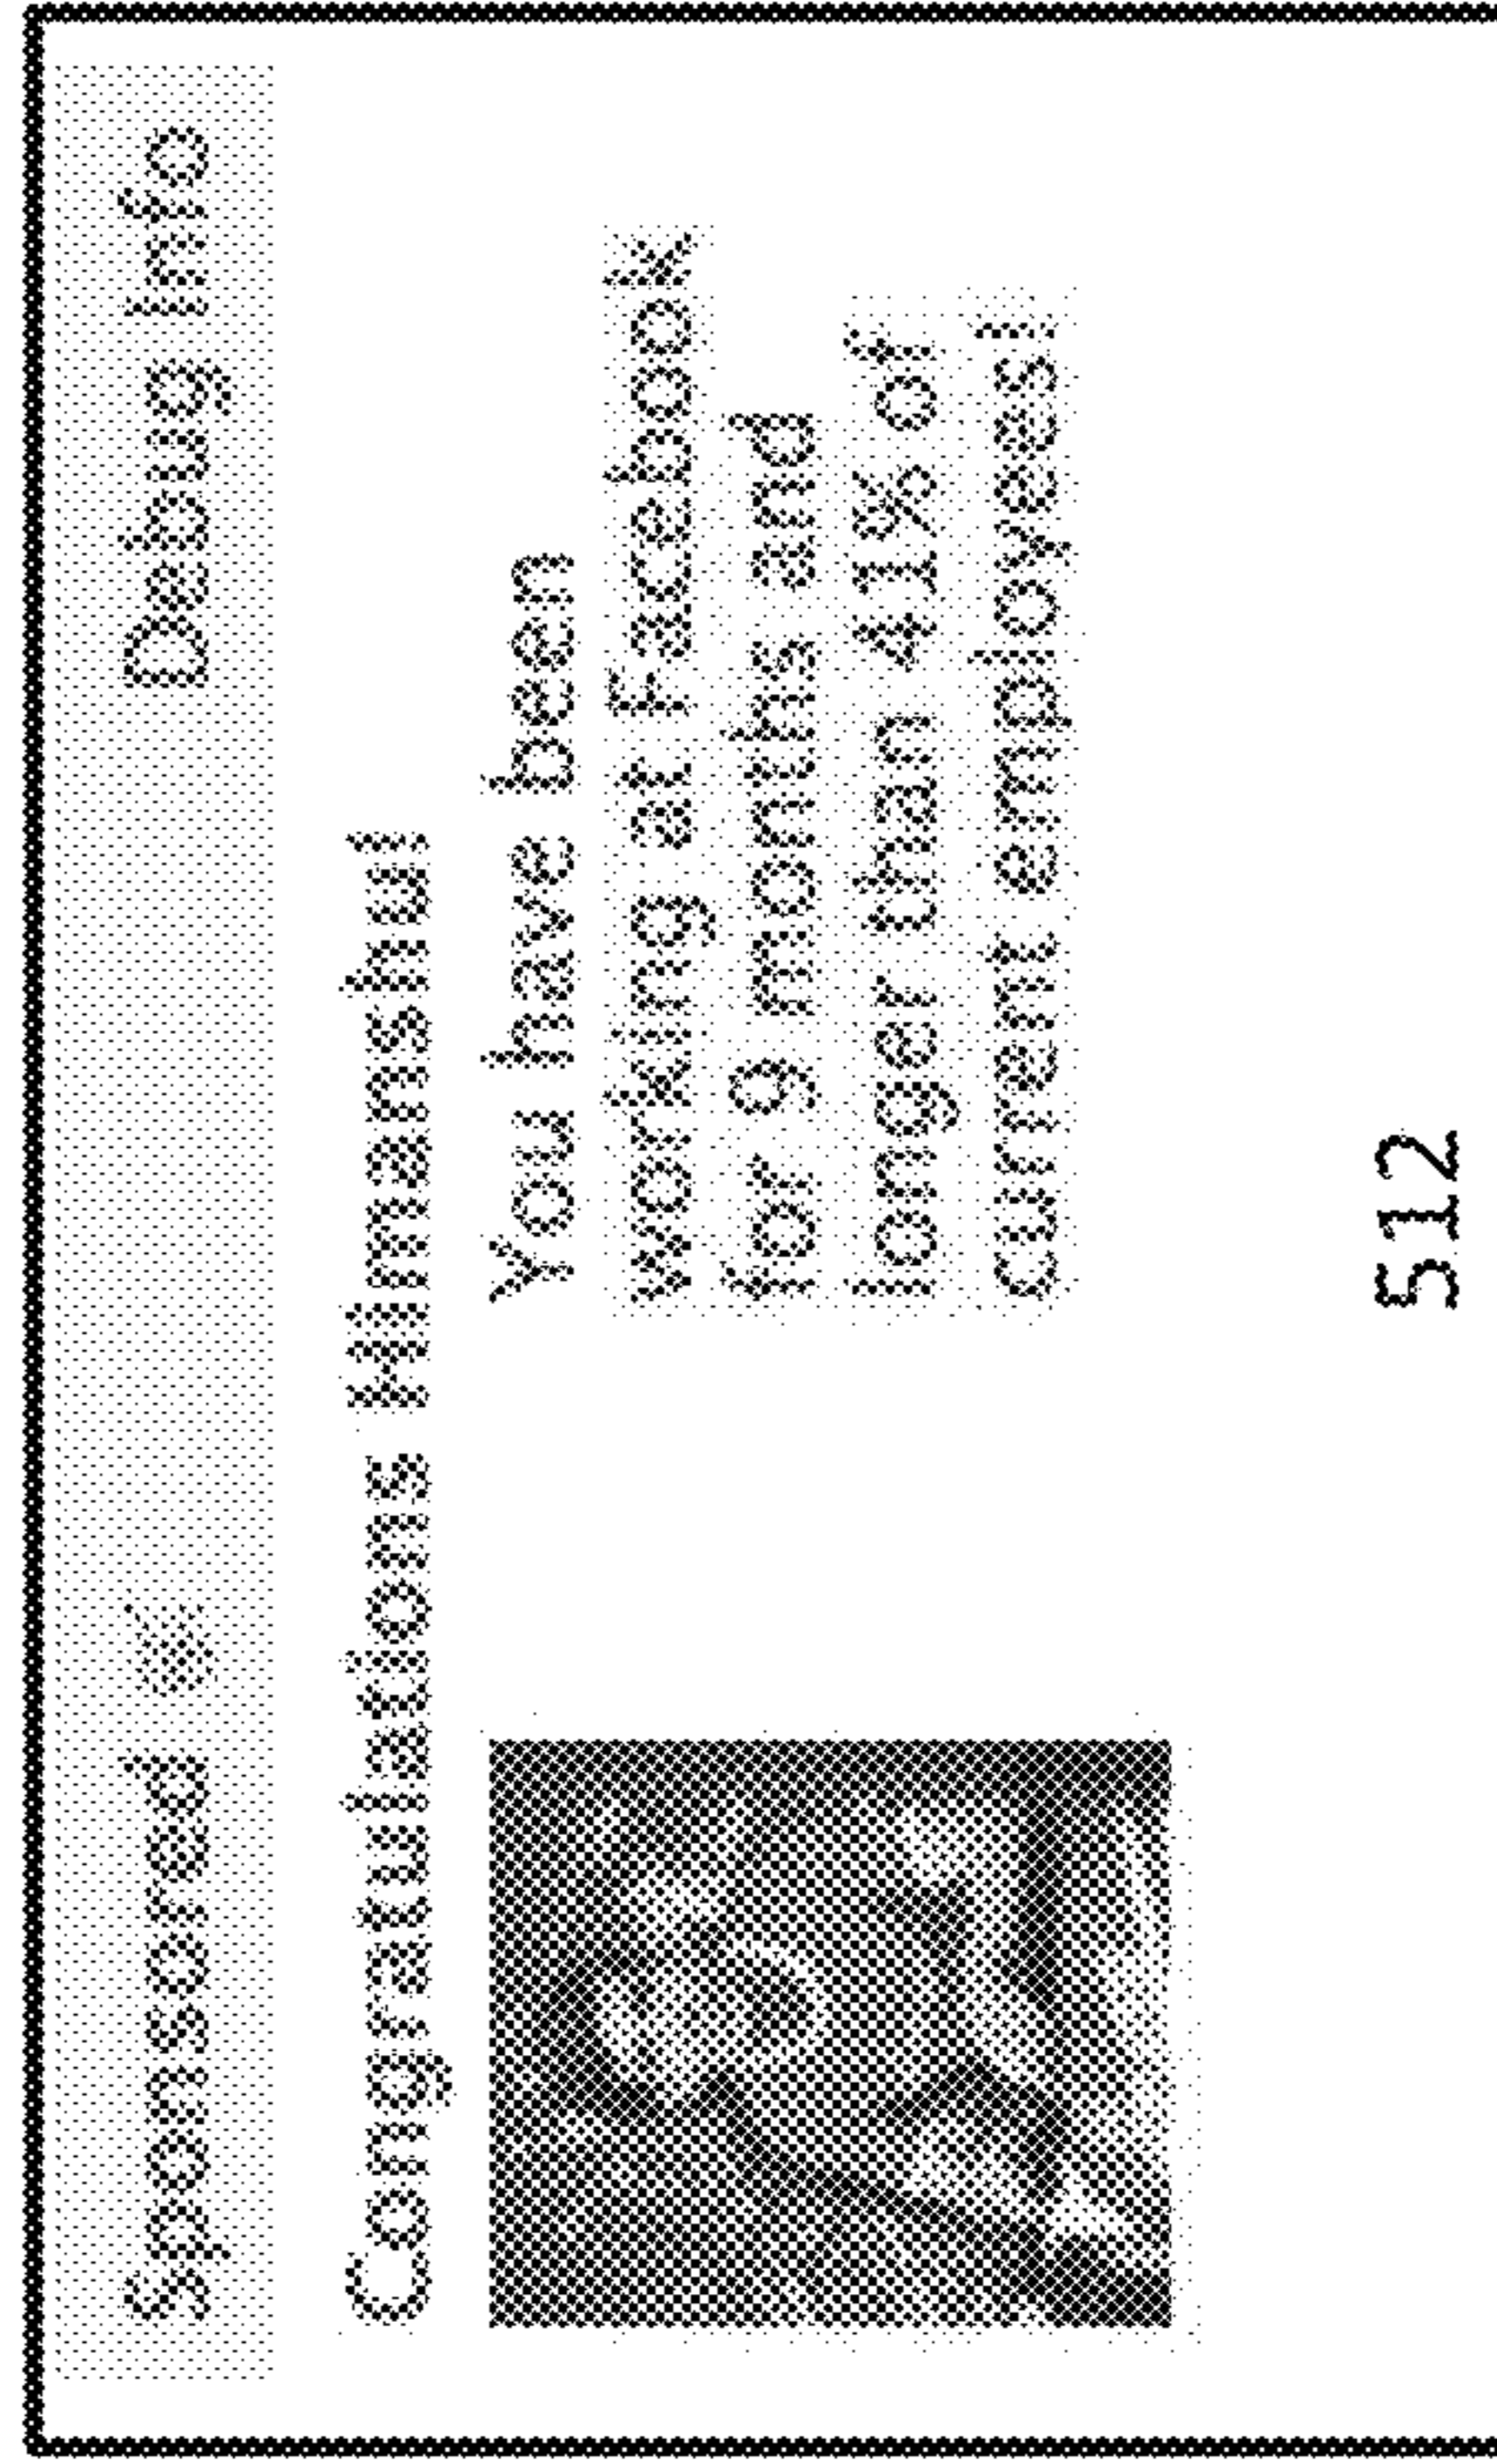 Sponsored Debug Info
Congratulations Himanshu!
You have been
working at Facebook
for 9 months and
longer than 41% of
current employees!
512